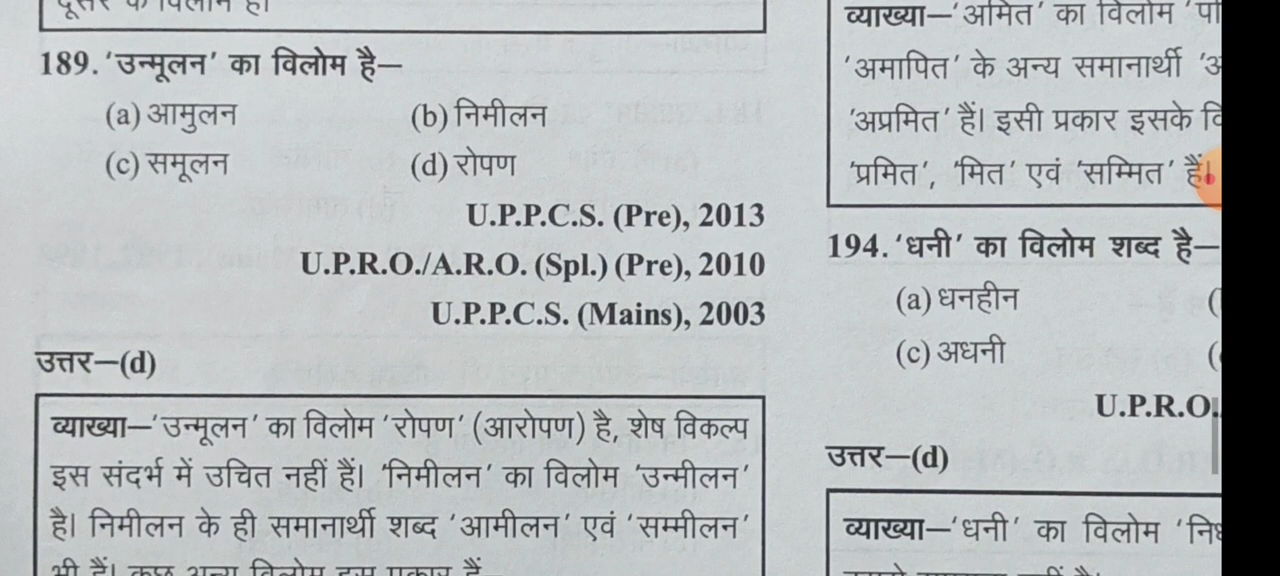 189. 'उन्मूलन' का विलोम है—
(a) आमुलन (b) निमीलन
(c) समूलन (d) रोपण
U.P.P.C.S. (Pre), 2013
U.P.R.O./A.R.O. (Spl.) (Pre), 2010
U.P.P.C.S. (Mains), 2003
उत्तर—(d)
व्याख्या—'उन्मूलन' का विलोम 'रोपण' (आरोपण) है, शेष विकल्प
इस संदर्भ में उचित नहीं हैं। 'निमीलन' का विलोम 'उन्मीलन'
है। निमीलन के ही समानार्थी शब्द 'आमीलन' एवं 'सम्मीलन'
भी हैं। कुछ अन्य विलोम इस प्रकार हैं
व्याख्या—'अमित' का विलोम
'अमापित' के अन्य समानार्थी
'अप्रमित' हैं। इसी प्रकार इसके
'प्रमित', 'मित' एवं 'सम्मित' हैं।
194. 'धनी' का विलोम शब्द है—
(a) धनहीन
(c) अधनी
U.P.R.O.
उत्तर—(d)
व्याख्या—'धनी' का विलोम